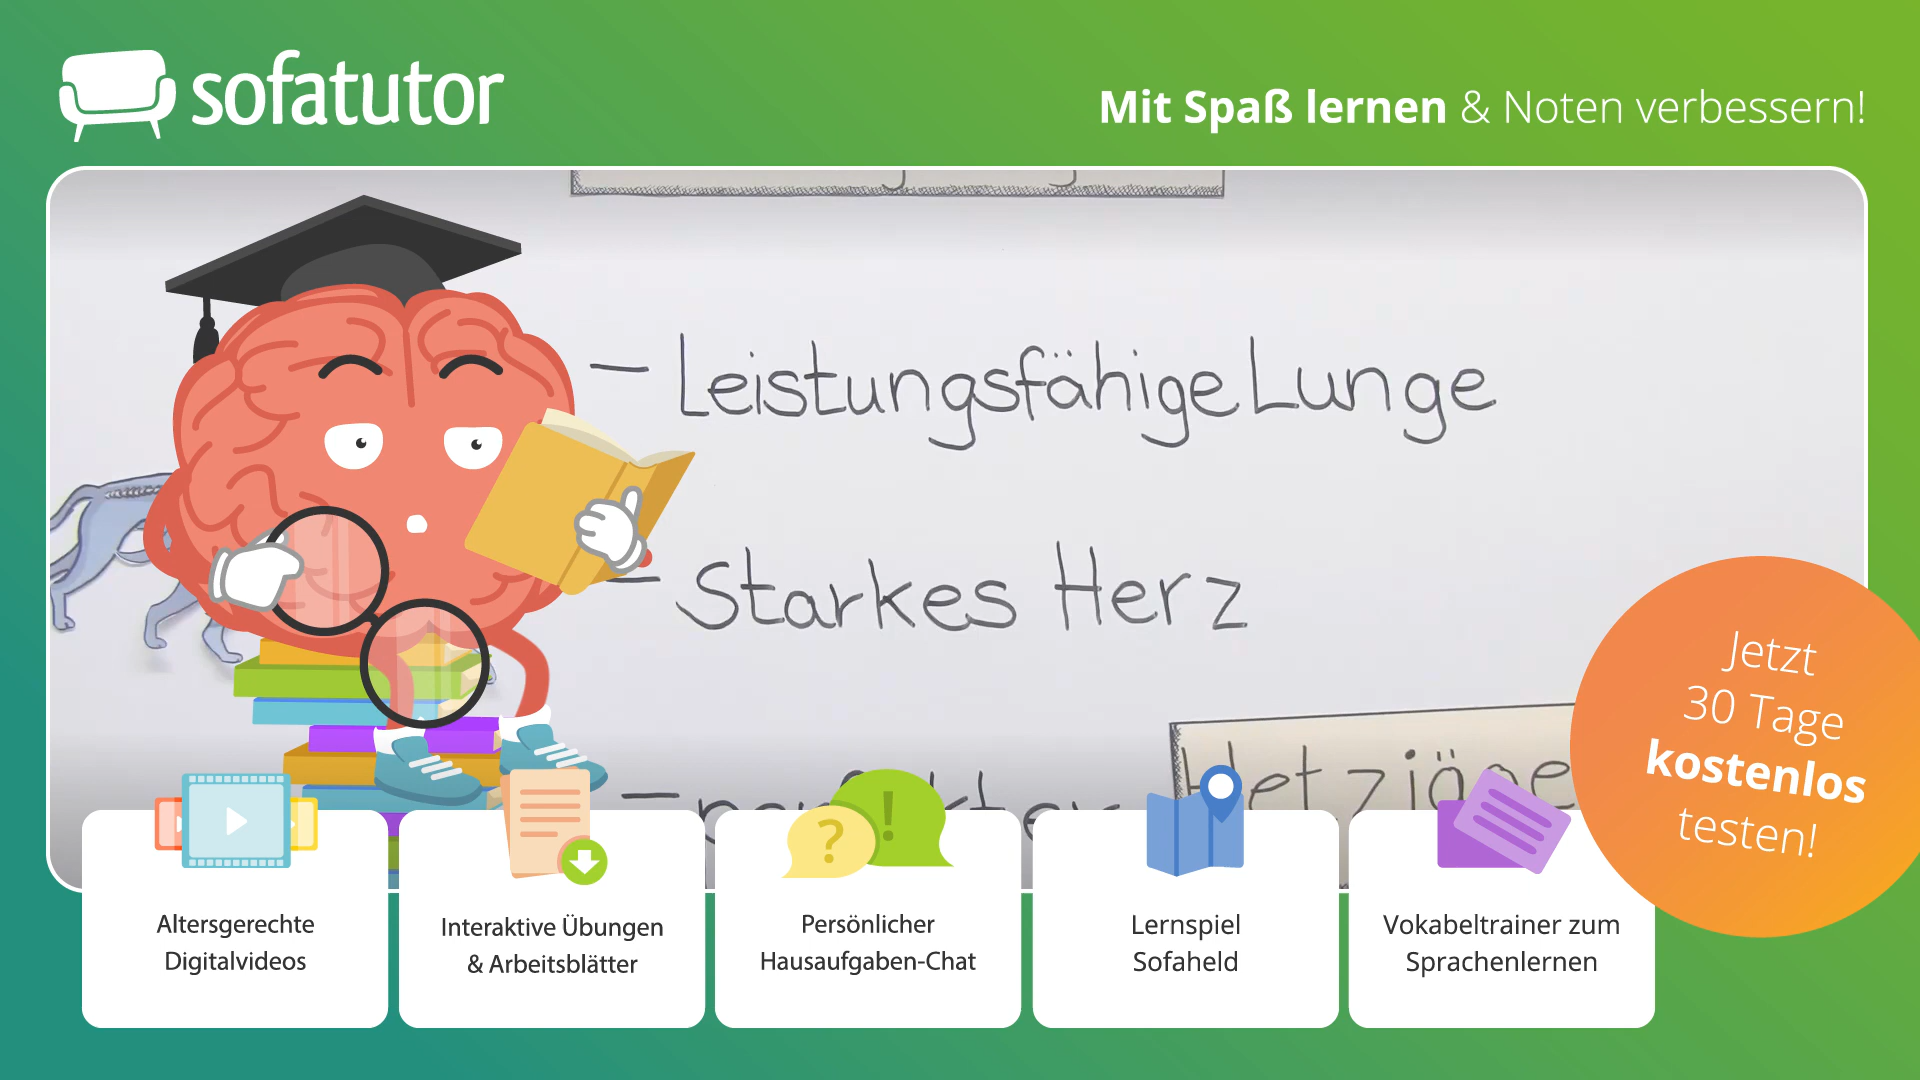 sofatutor
Mit Spaß lernen & Noten verbessern!
– Leistungsfähige Lunge
– Starkes Herz
Hetzjäge
Jetzt
30 Tage
kostenlos
testen!
?
!
Altersgerechte
Digitalvideos
Interaktive Übungen
& Arbeitsblätter
Persönlicher
Hausaufgaben-Chat
Lernspiel
Sofaheld
Vokabeltrainer zum
Sprachenlernen